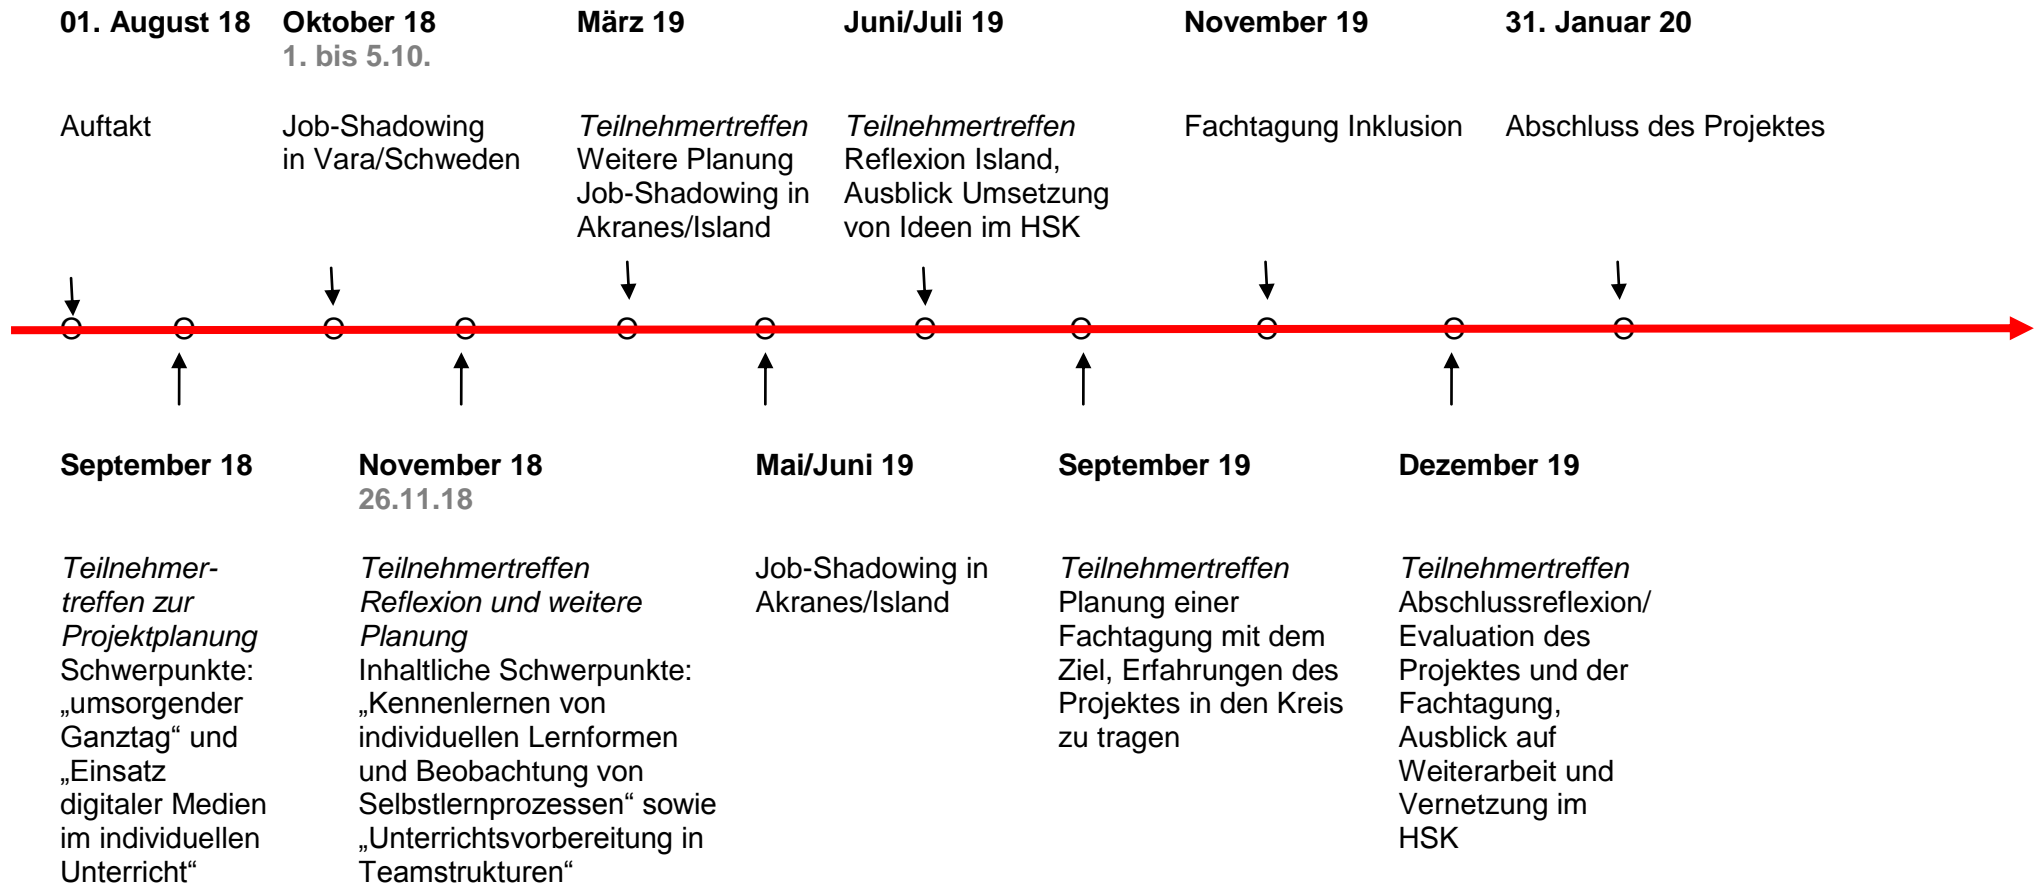 01. August 18
Auftakt
Oktober 18
1. bis 5.10.
Job-Shadowing
in Vara/Schweden
März 19
Teilnehmertreffen
Weitere Planung
Job-Shadowing in
Akranes/Island
Juni/Juli 19
Teilnehmertreffen
Reflexion Island,
Ausblick Umsetzung
von Ideen im HSK
November 19
Fachtagung Inklusion
31. Januar 20
Abschluss des Projektes
September 18
Teilnehmer-
treffen zur
Projektplanung
Schwerpunkte:
„umsorgender
Ganztag“ und
„Einsatz
digitaler Medien
im individuellen
Unterricht“
November 18
26.11.18
Teilnehmertreffen
Reflexion und weitere
Planung
Inhaltliche Schwerpunkte:
„Kennenlernen von
individuellen Lernformen
und Beobachtung von
Selbstlernprozessen“ sowie
„Unterrichtsvorbereitung in
Teamstrukturen“
Mai/Juni 19
Job-Shadowing in
Akranes/Island
September 19
Teilnehmertreffen
Planung einer
Fachtagung mit dem
Ziel, Erfahrungen des
Projektes in den Kreis
zu tragen
Dezember 19
Teilnehmertreffen
Abschlussreflexion/
Evaluation des
Projektes und der
Fachtagung,
Ausblick auf
Weiterarbeit und
Vernetzung im
HSK